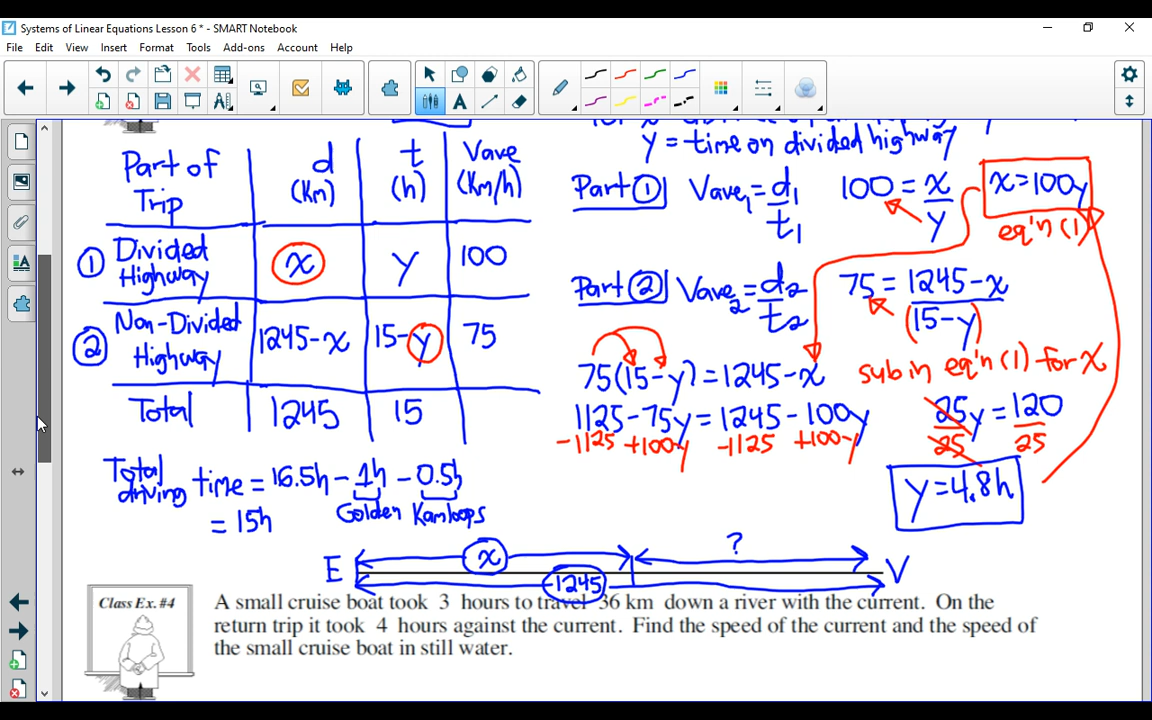 Systems of Linear Equations Lesson 6 * - SMART Notebook
File Edit View Insert Format Tools Add-ons Account Help
y = time on divided highway
Part of Trip d (Km) t (h) Vave (Km/h)
① Divided Highway x y 100
② Non-Divided Highway 1245-x 15-y 75
Total 1245 15
Total driving time = 16.5h - 1h - 0.5h
Golden Kamloops
= 15h
Part ① Vave₁ = d₁/t₁ 100 = x/y x=100y
eq'n (1)
Part ② Vave₂ = d₂/t₂ 75 = 1245-x/(15-y)
75(15-y) = 1245-x sub in eq'n (1) for x
1125-75y = 1245-100y 25y = 120
-1125 +100y -1125 +100y 25 25
y=4.8h
E x ? V
1245
Class Ex. #4
A small cruise boat took 3 hours to travel 36 km down a river with the current. On the
return trip it took 4 hours against the current. Find the speed of the current and the speed of
the small cruise boat in still water.